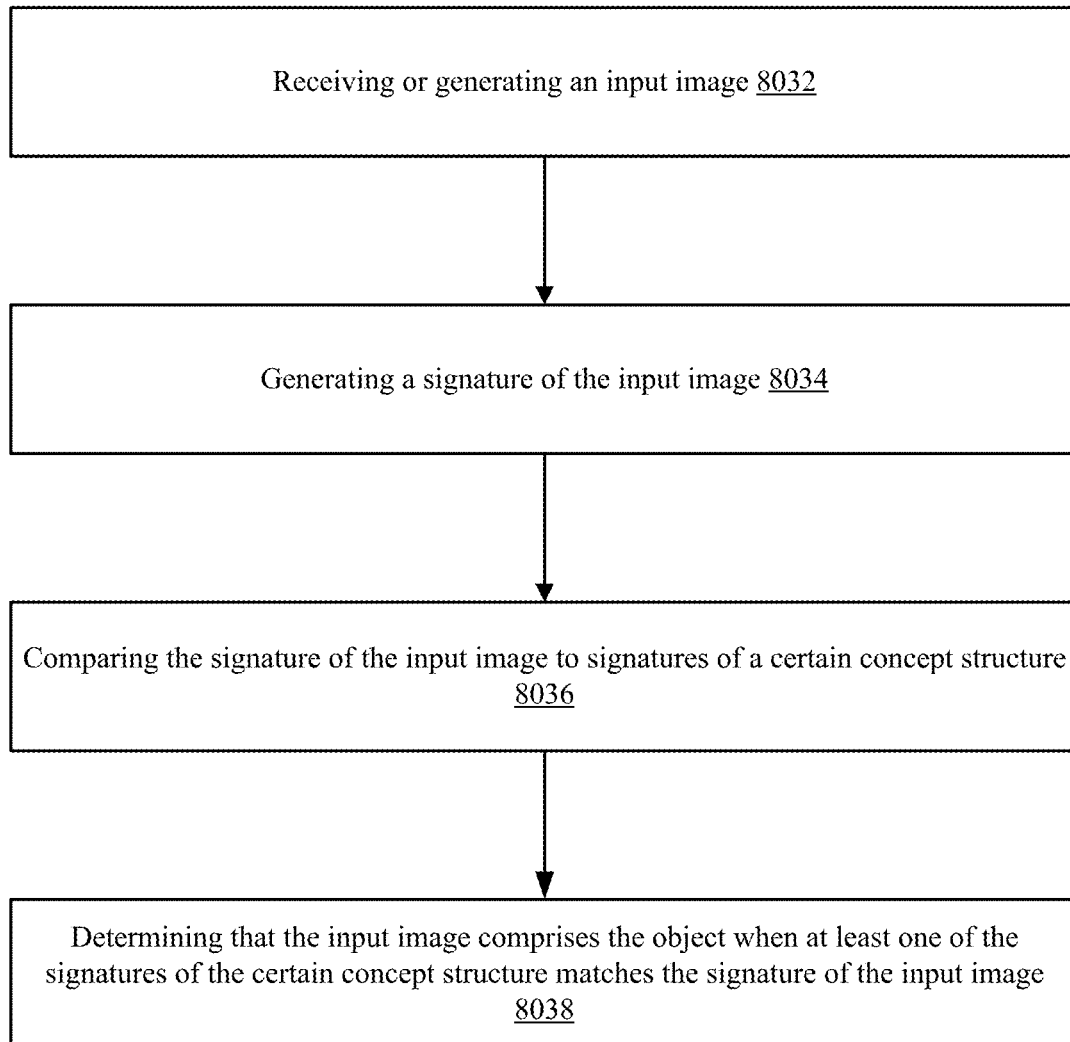 Receiving or generating an input image 8032
Generating a signature of the input image 8034
Comparing the signature of the input image to signatures of a certain concept structure
8036
Determining that the input image comprises the object when at least one of the
signatures of the certain concept structure matches the signature of the input image
8038